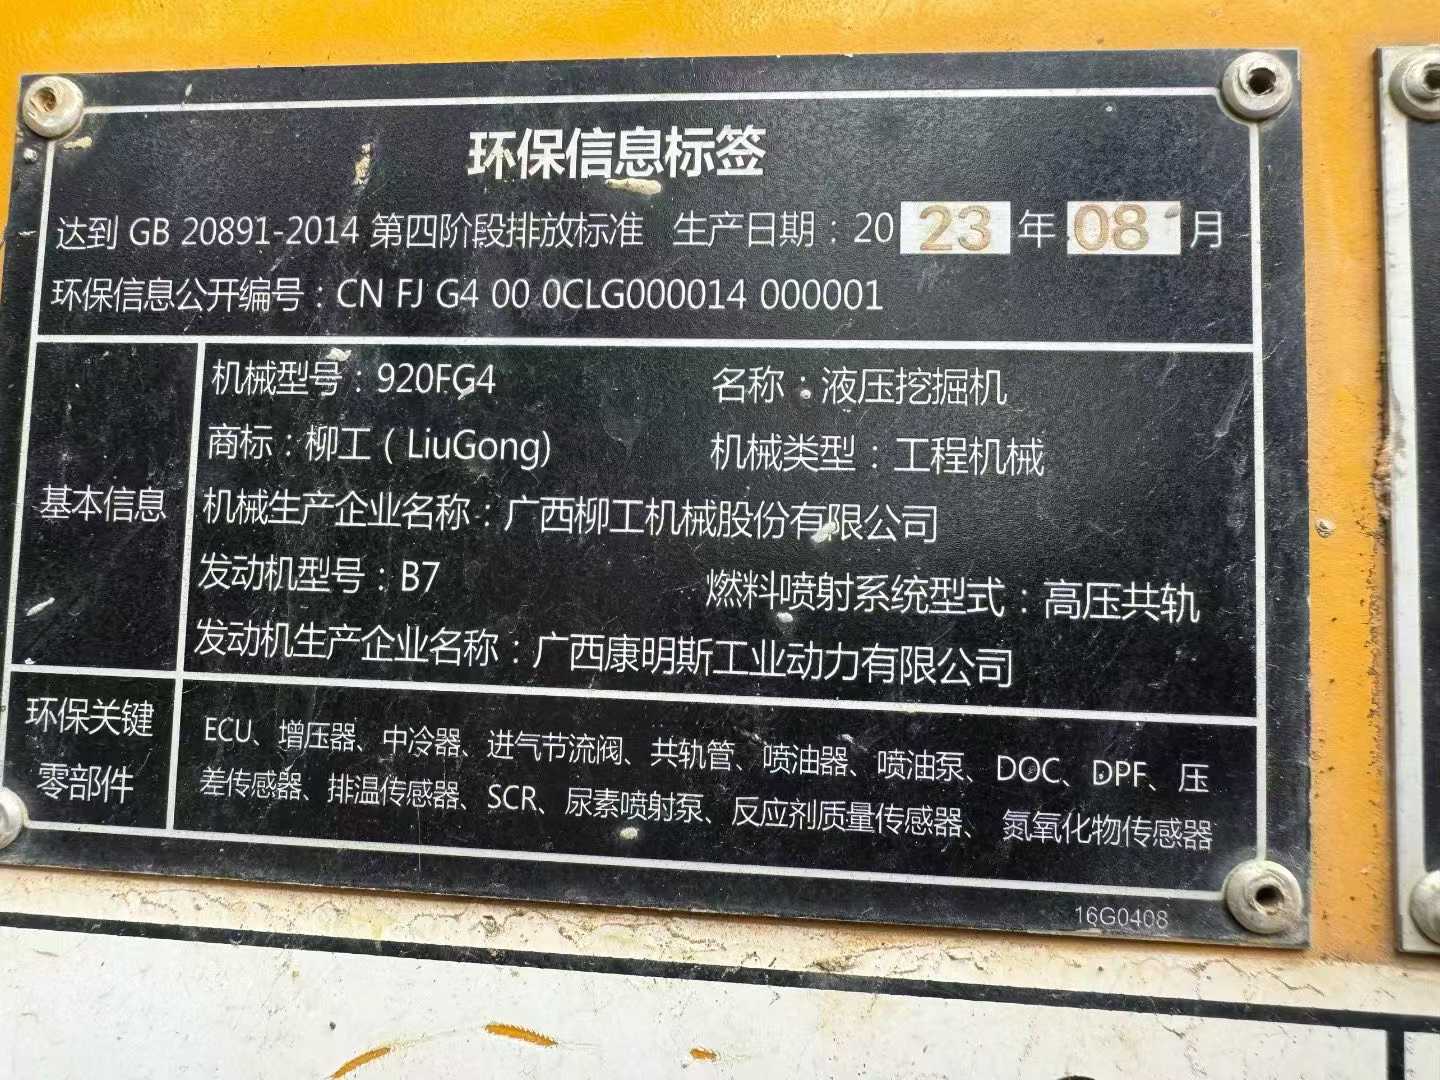 环保信息标签
达到 GB 20891-2014 第四阶段排放标准 生产日期：2023年08月
环保信息公开编号：CN FJ G4 00 0CLG000014 000001
基本信息
机械型号：920FG4 名称：液压挖掘机
商标：柳工（LiuGong) 机械类型：工程机械
机械生产企业名称：广西柳工机械股份有限公司
发动机型号：B7 燃料喷射系统型式：高压共轨
发动机生产企业名称：广西康明斯工业动力有限公司
环保关键
零部件
ECU、增压器、中冷器、进气节流阀、共轨管、喷油器、喷油泵、DOC、DPF、压
差传感器、排温传感器、SCR、尿素喷射泵、反应剂质量传感器、氮氧化物传感器
16G0408